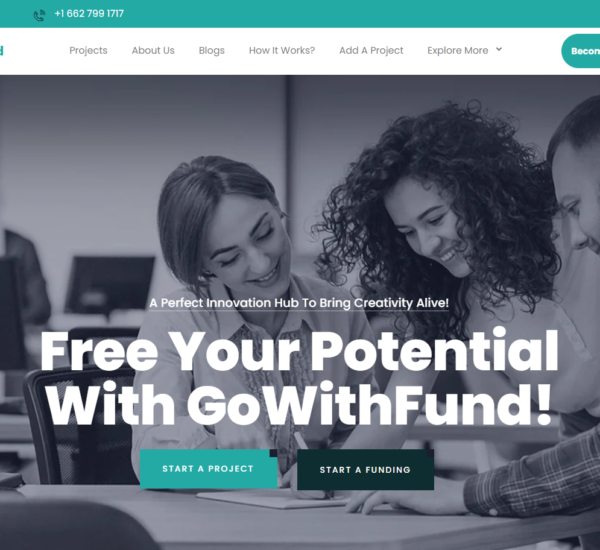 +1 662 799 1717
Projects About Us Blogs How It Works? Add A Project Explore More
A Perfect Innovation Hub To Bring Creativity Alive!
Free Your Potential
With GoWithFund!
START A PROJECT START A FUNDING